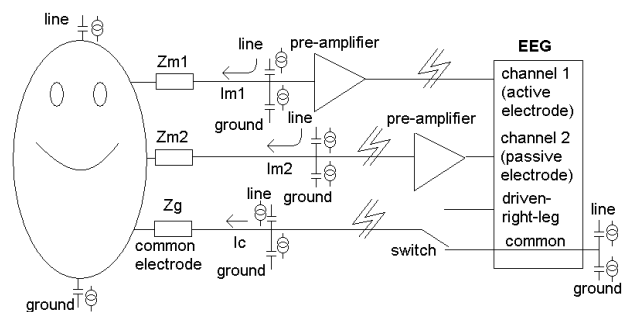 line
Zm1
Im1
line
ground
pre-amplifier
EEG
channel 1
(active
electrode)
Zm2
Im2
line
ground
pre-amplifier
channel 2
(passive
electrode)
Zg
common
electrode
Ic
line
ground
switch
driven-
right-leg
common
line
ground
ground